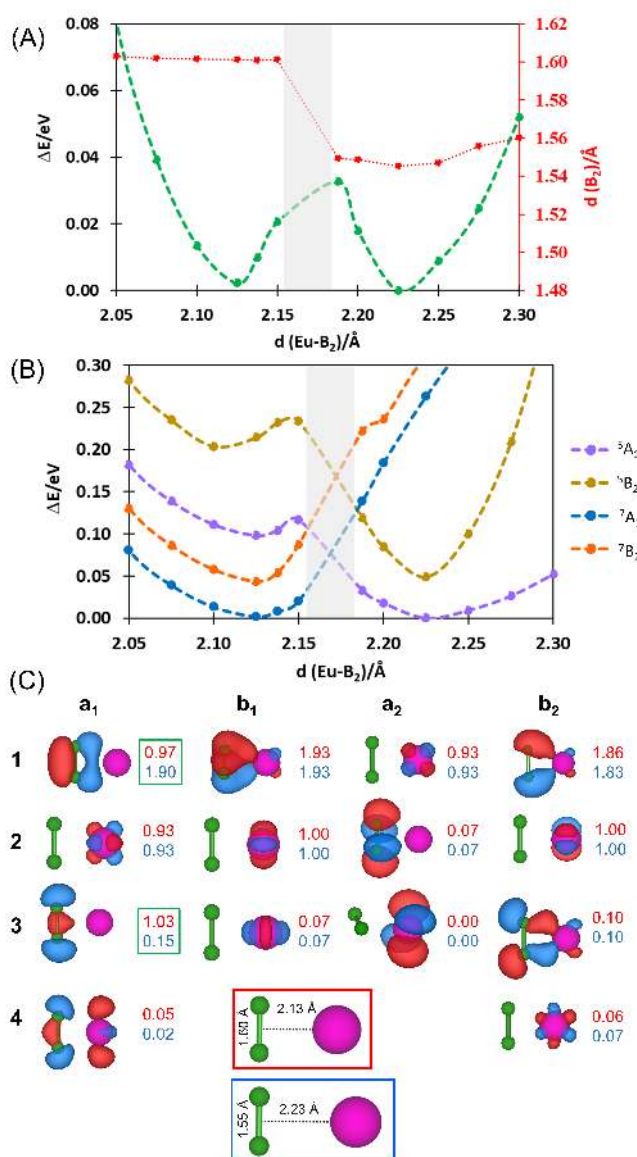 (A)
0.08
0.06
0.04
0.02
0.00
ΔE/eV
1.62
1.60
1.58
1.56
1.54
1.52
1.50
1.48
d (B₂)/Å
2.05 2.10 2.15 2.20 2.25 2.30
d (Eu-B₂)/Å
(B)
0.30
0.25
0.20
0.15
0.10
0.05
0.00
ΔE/eV
⁵B₂
2.05 2.10 2.15 2.20 2.25 2.30
d (Eu-B₂)/Å
(C)
a₁ b₁ a₂ b₂
1 0.97 1.93 0.93 1.86
1.90 1.93 0.93 1.83
2 0.93 1.00 0.07 1.00
0.93 1.00 0.07 1.00
3 1.03 0.07 0.00 0.10
0.15 0.07 0.00 0.10
4 0.05 0.06
0.02 0.07
1.60 Å 2.13 Å
1.55 Å 2.23 Å